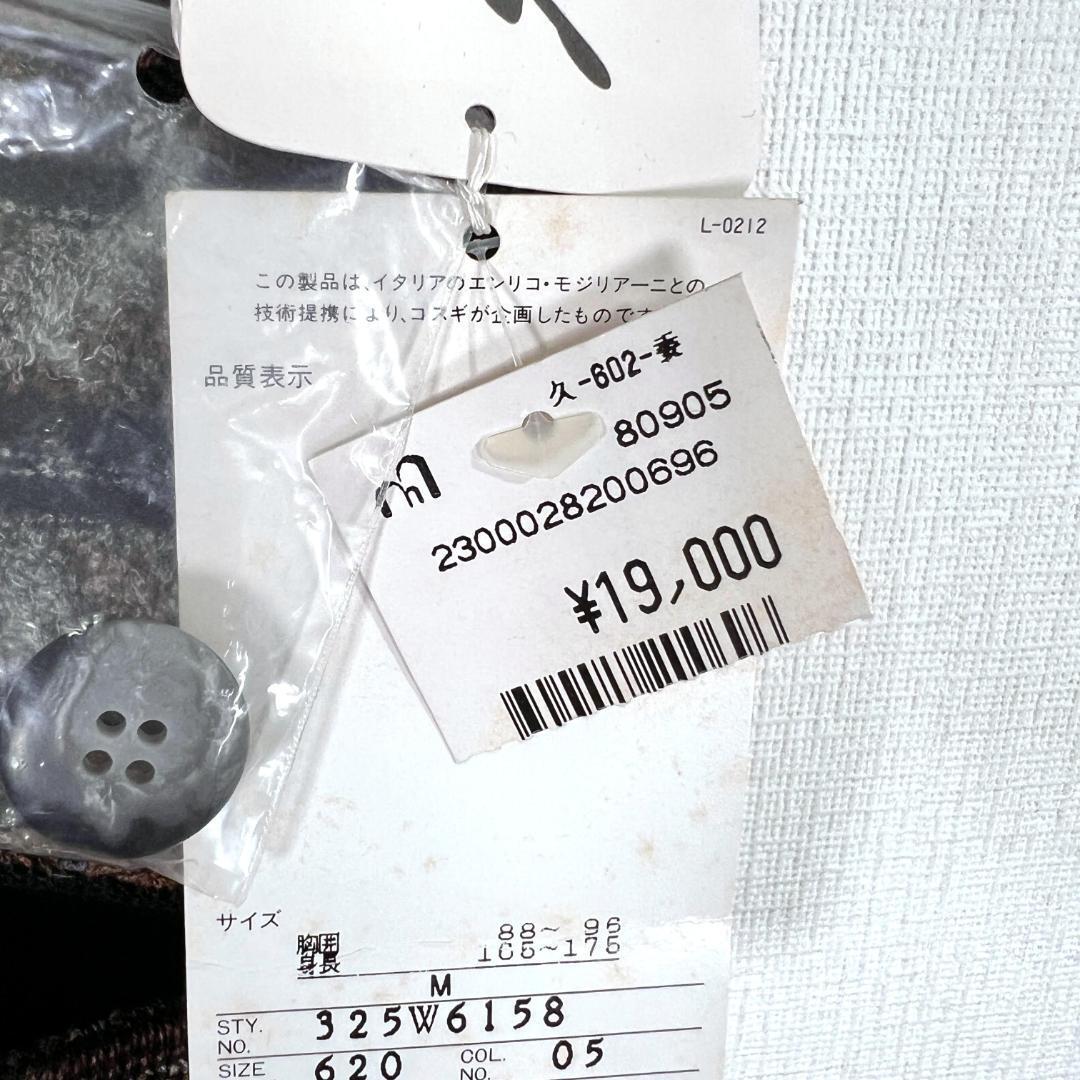 L-0212
この製品は、イタリアのエンリコ・モジリアーニとの
技術提携により、コスギが企画したものです
品質表示
久-602-委
80905
m
2300028200696
¥19,000
サイズ
胸囲 88~ 96
身長 165~175
M
STY. NO. 325W6158
SIZE 620 COL. NO. 05